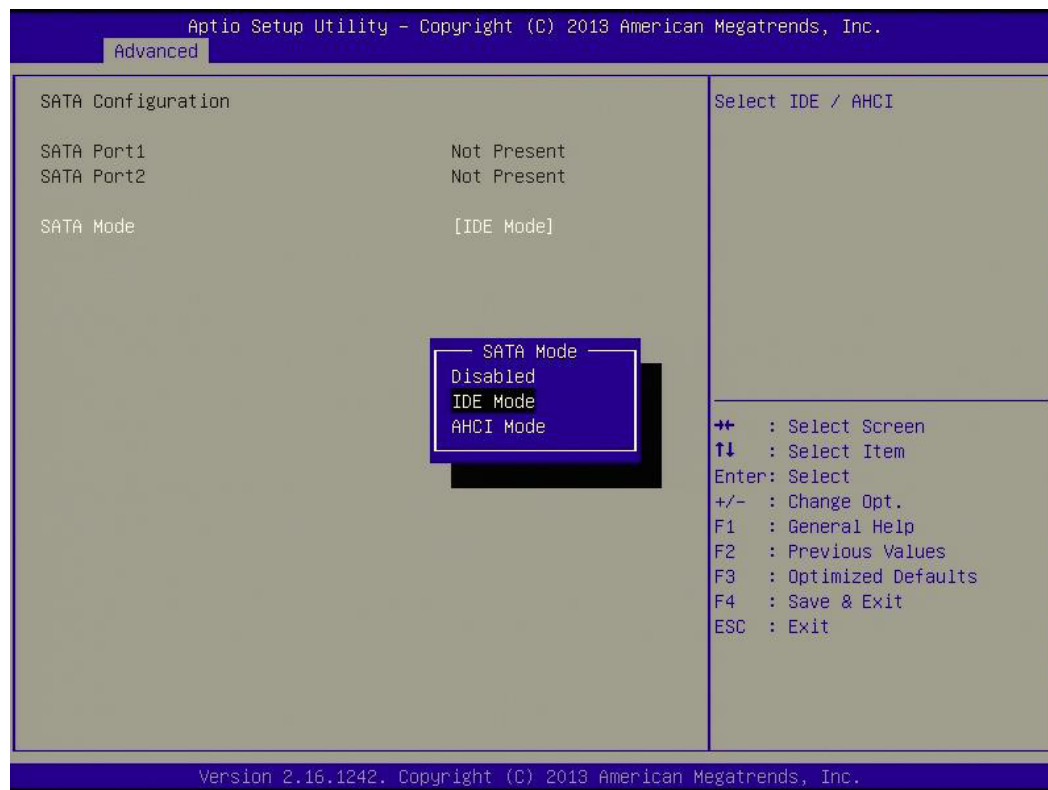 Aptio Setup Utility – Copyright (C) 2013 American Megatrends, Inc.
Advanced
SATA Configuration
SATA Port1 Not Present
SATA Port2 Not Present
SATA Mode [IDE Mode]
SATA Mode
Disabled
IDE Mode
AHCI Mode
Select IDE / AHCI
→← : Select Screen
↑↓ : Select Item
Enter: Select
+/- : Change Opt.
F1 : General Help
F2 : Previous Values
F3 : Optimized Defaults
F4 : Save & Exit
ESC : Exit
Version 2.16.1242. Copyright (C) 2013 American Megatrends, Inc.